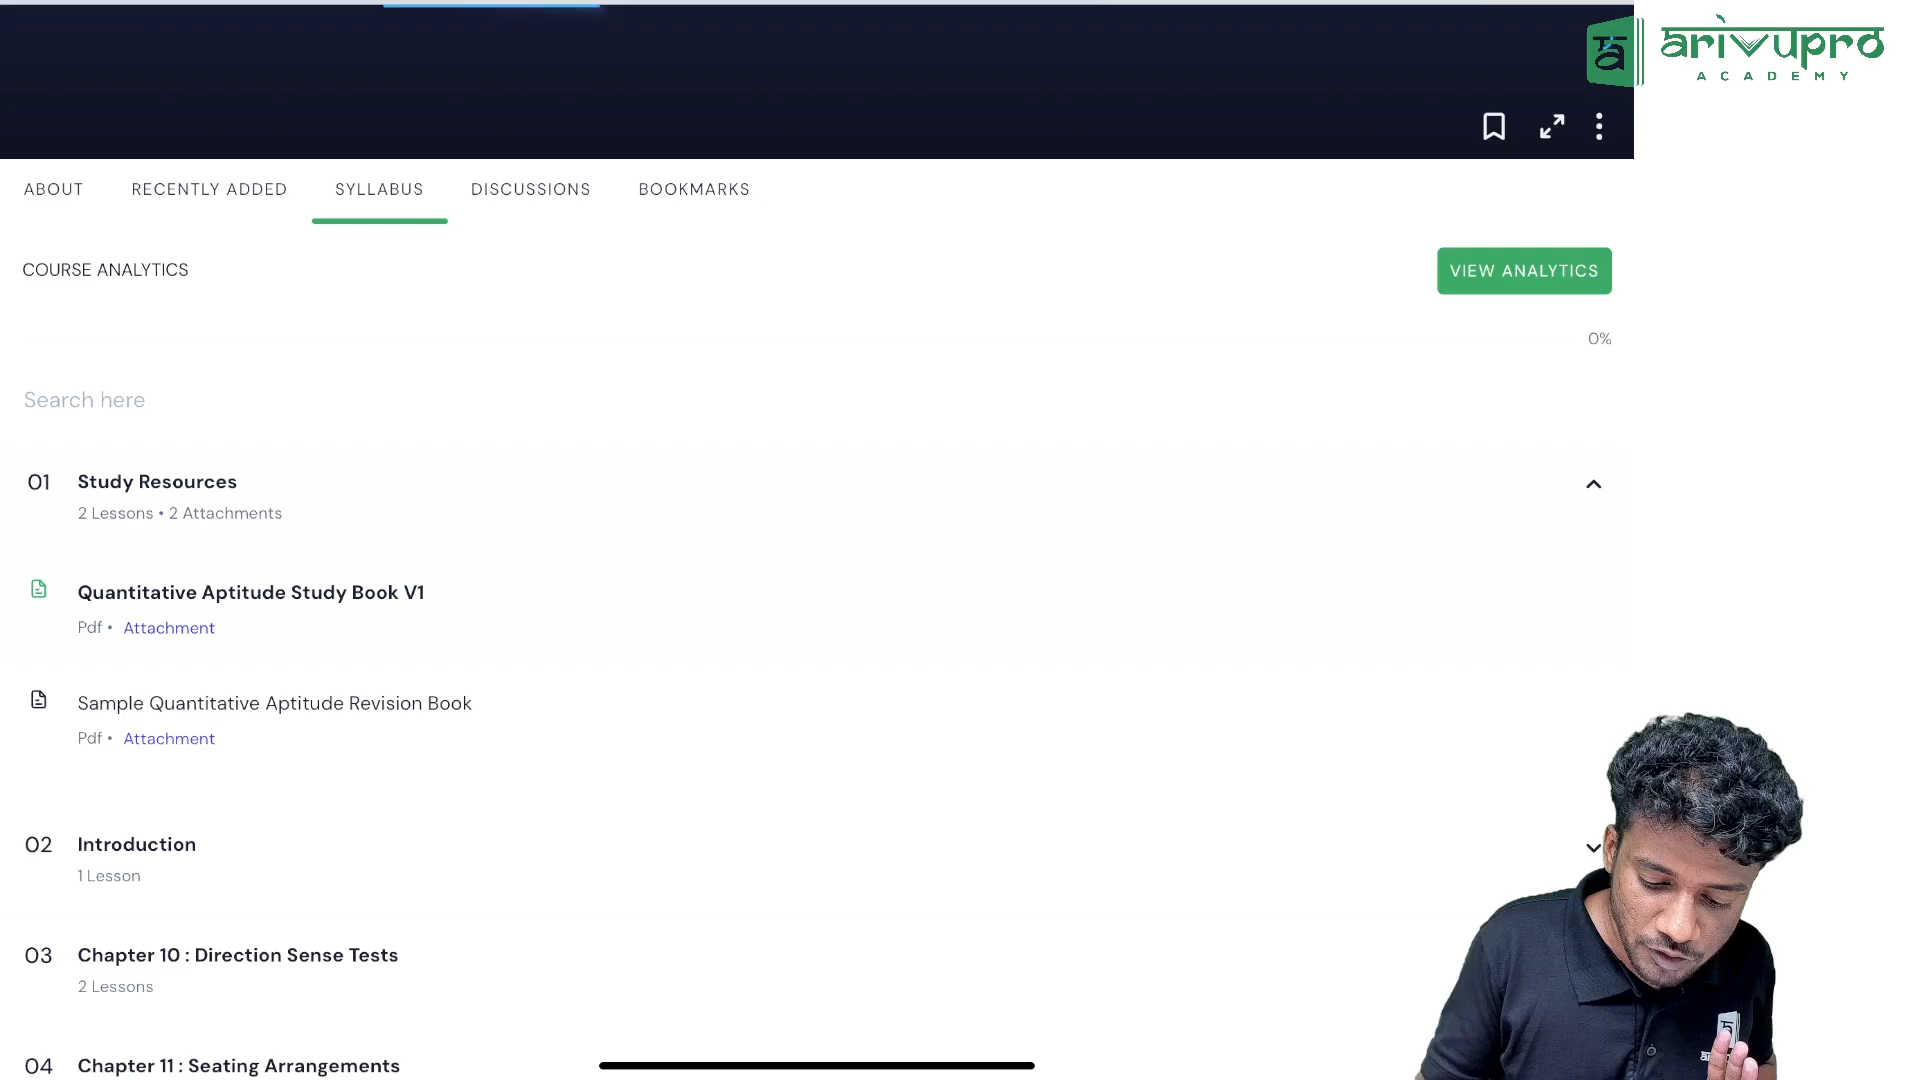 arivupro
ACADEMY
ABOUT RECENTLY ADDED SYLLABUS DISCUSSIONS BOOKMARKS
COURSE ANALYTICS
VIEW ANALYTICS
0%
Search here
01 Study Resources
2 Lessons • 2 Attachments
Quantitative Aptitude Study Book V1
Pdf • Attachment
Sample Quantitative Aptitude Revision Book
Pdf • Attachment
02 Introduction
1 Lesson
03 Chapter 10 : Direction Sense Tests
2 Lessons
04 Chapter 11 : Seating Arrangements